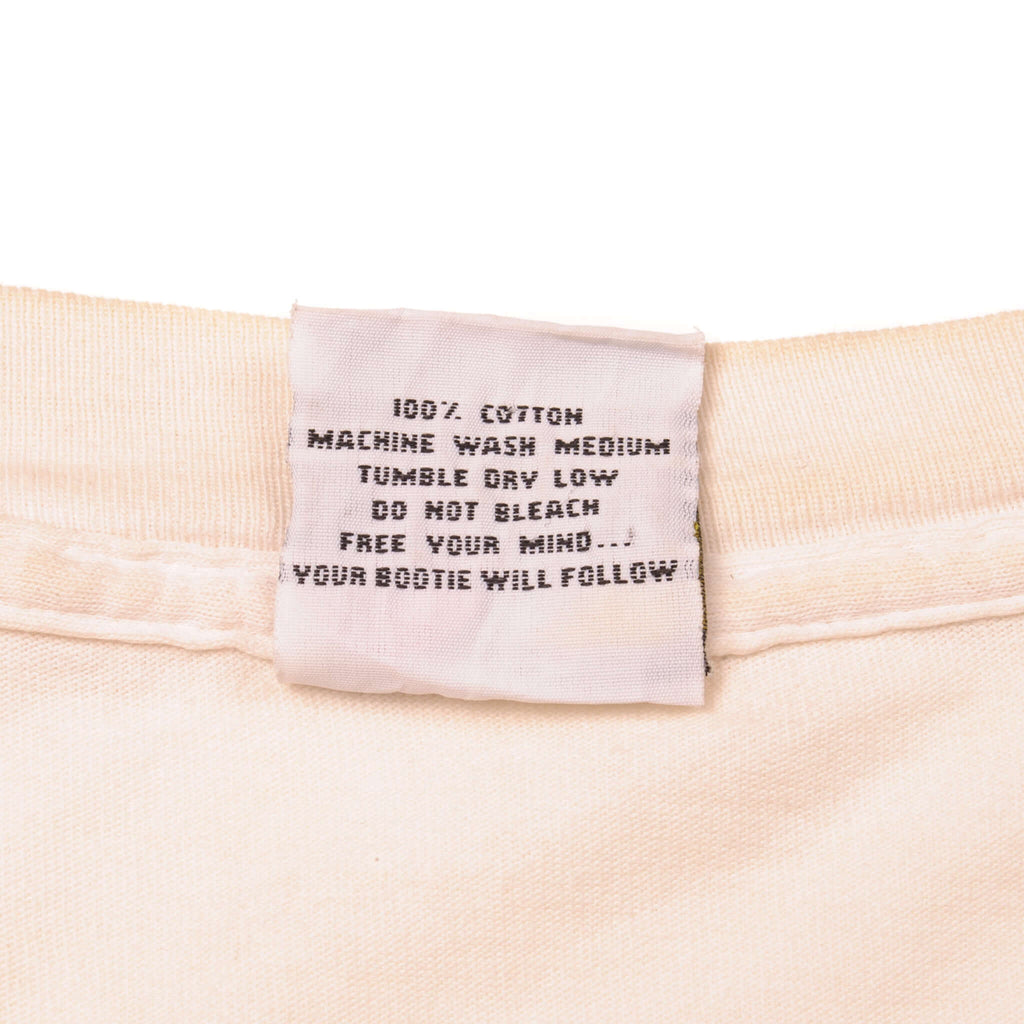 100% COTTON
MACHINE WASH MEDIUM
TUMBLE DRY LOW
DO NOT BLEACH
FREE YOUR MIND...
YOUR BOOTIE WILL FOLLOW